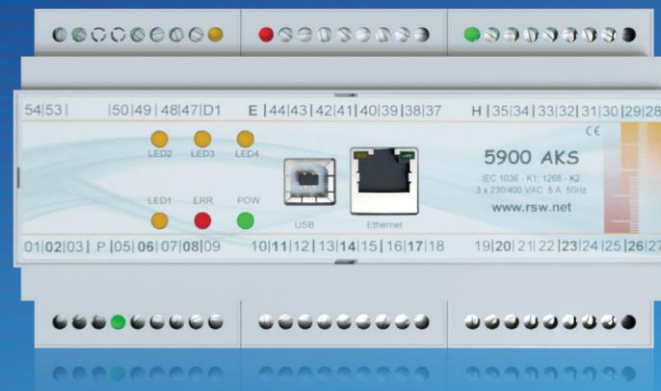 54|53| |50|49|48|47|D1 E|44|43|42|41|40|39|38|37 H|35|34|33|32|31|30|29|28
CE
LED2 LED3 LED4
5900 AKS
IEC 1036 - K1; 1268 - K2
3 x 230/400 VAC 5 A 50Hz
www.rsw.net
LED1 ERR POW
USB Ethernet
01|02|03| P |05|06|07|08|09 10|11|12|13|14|15|16|17|18 19|20|21|22|23|24|25|26|27